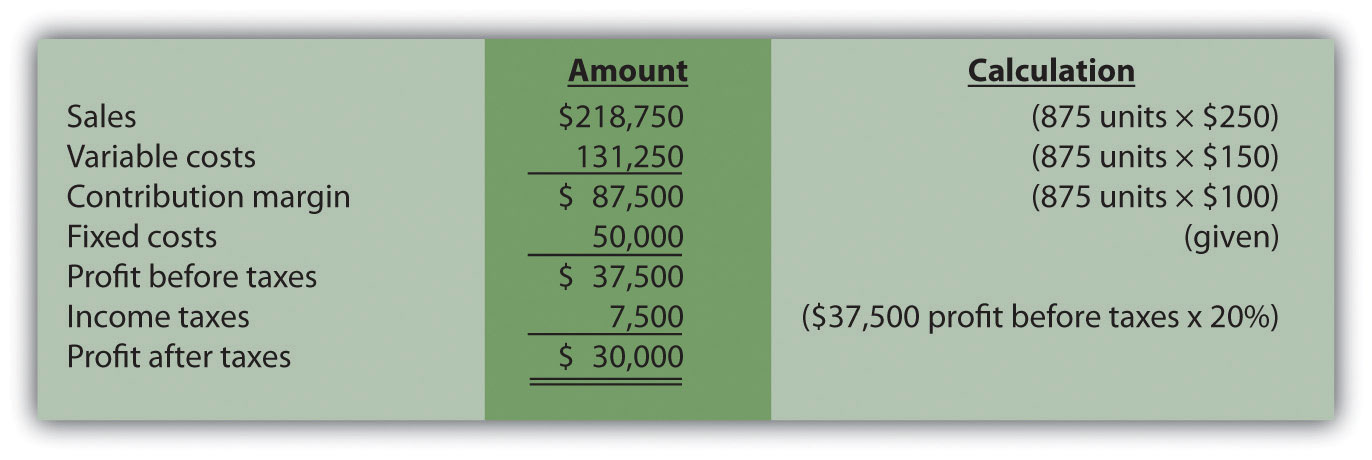 Amount Calculation
Sales $218,750 (875 units × $250)
Variable costs 131,250 (875 units × $150)
Contribution margin $ 87,500 (875 units × $100)
Fixed costs 50,000 (given)
Profit before taxes $ 37,500
Income taxes 7,500 ($37,500 profit before taxes x 20%)
Profit after taxes $ 30,000